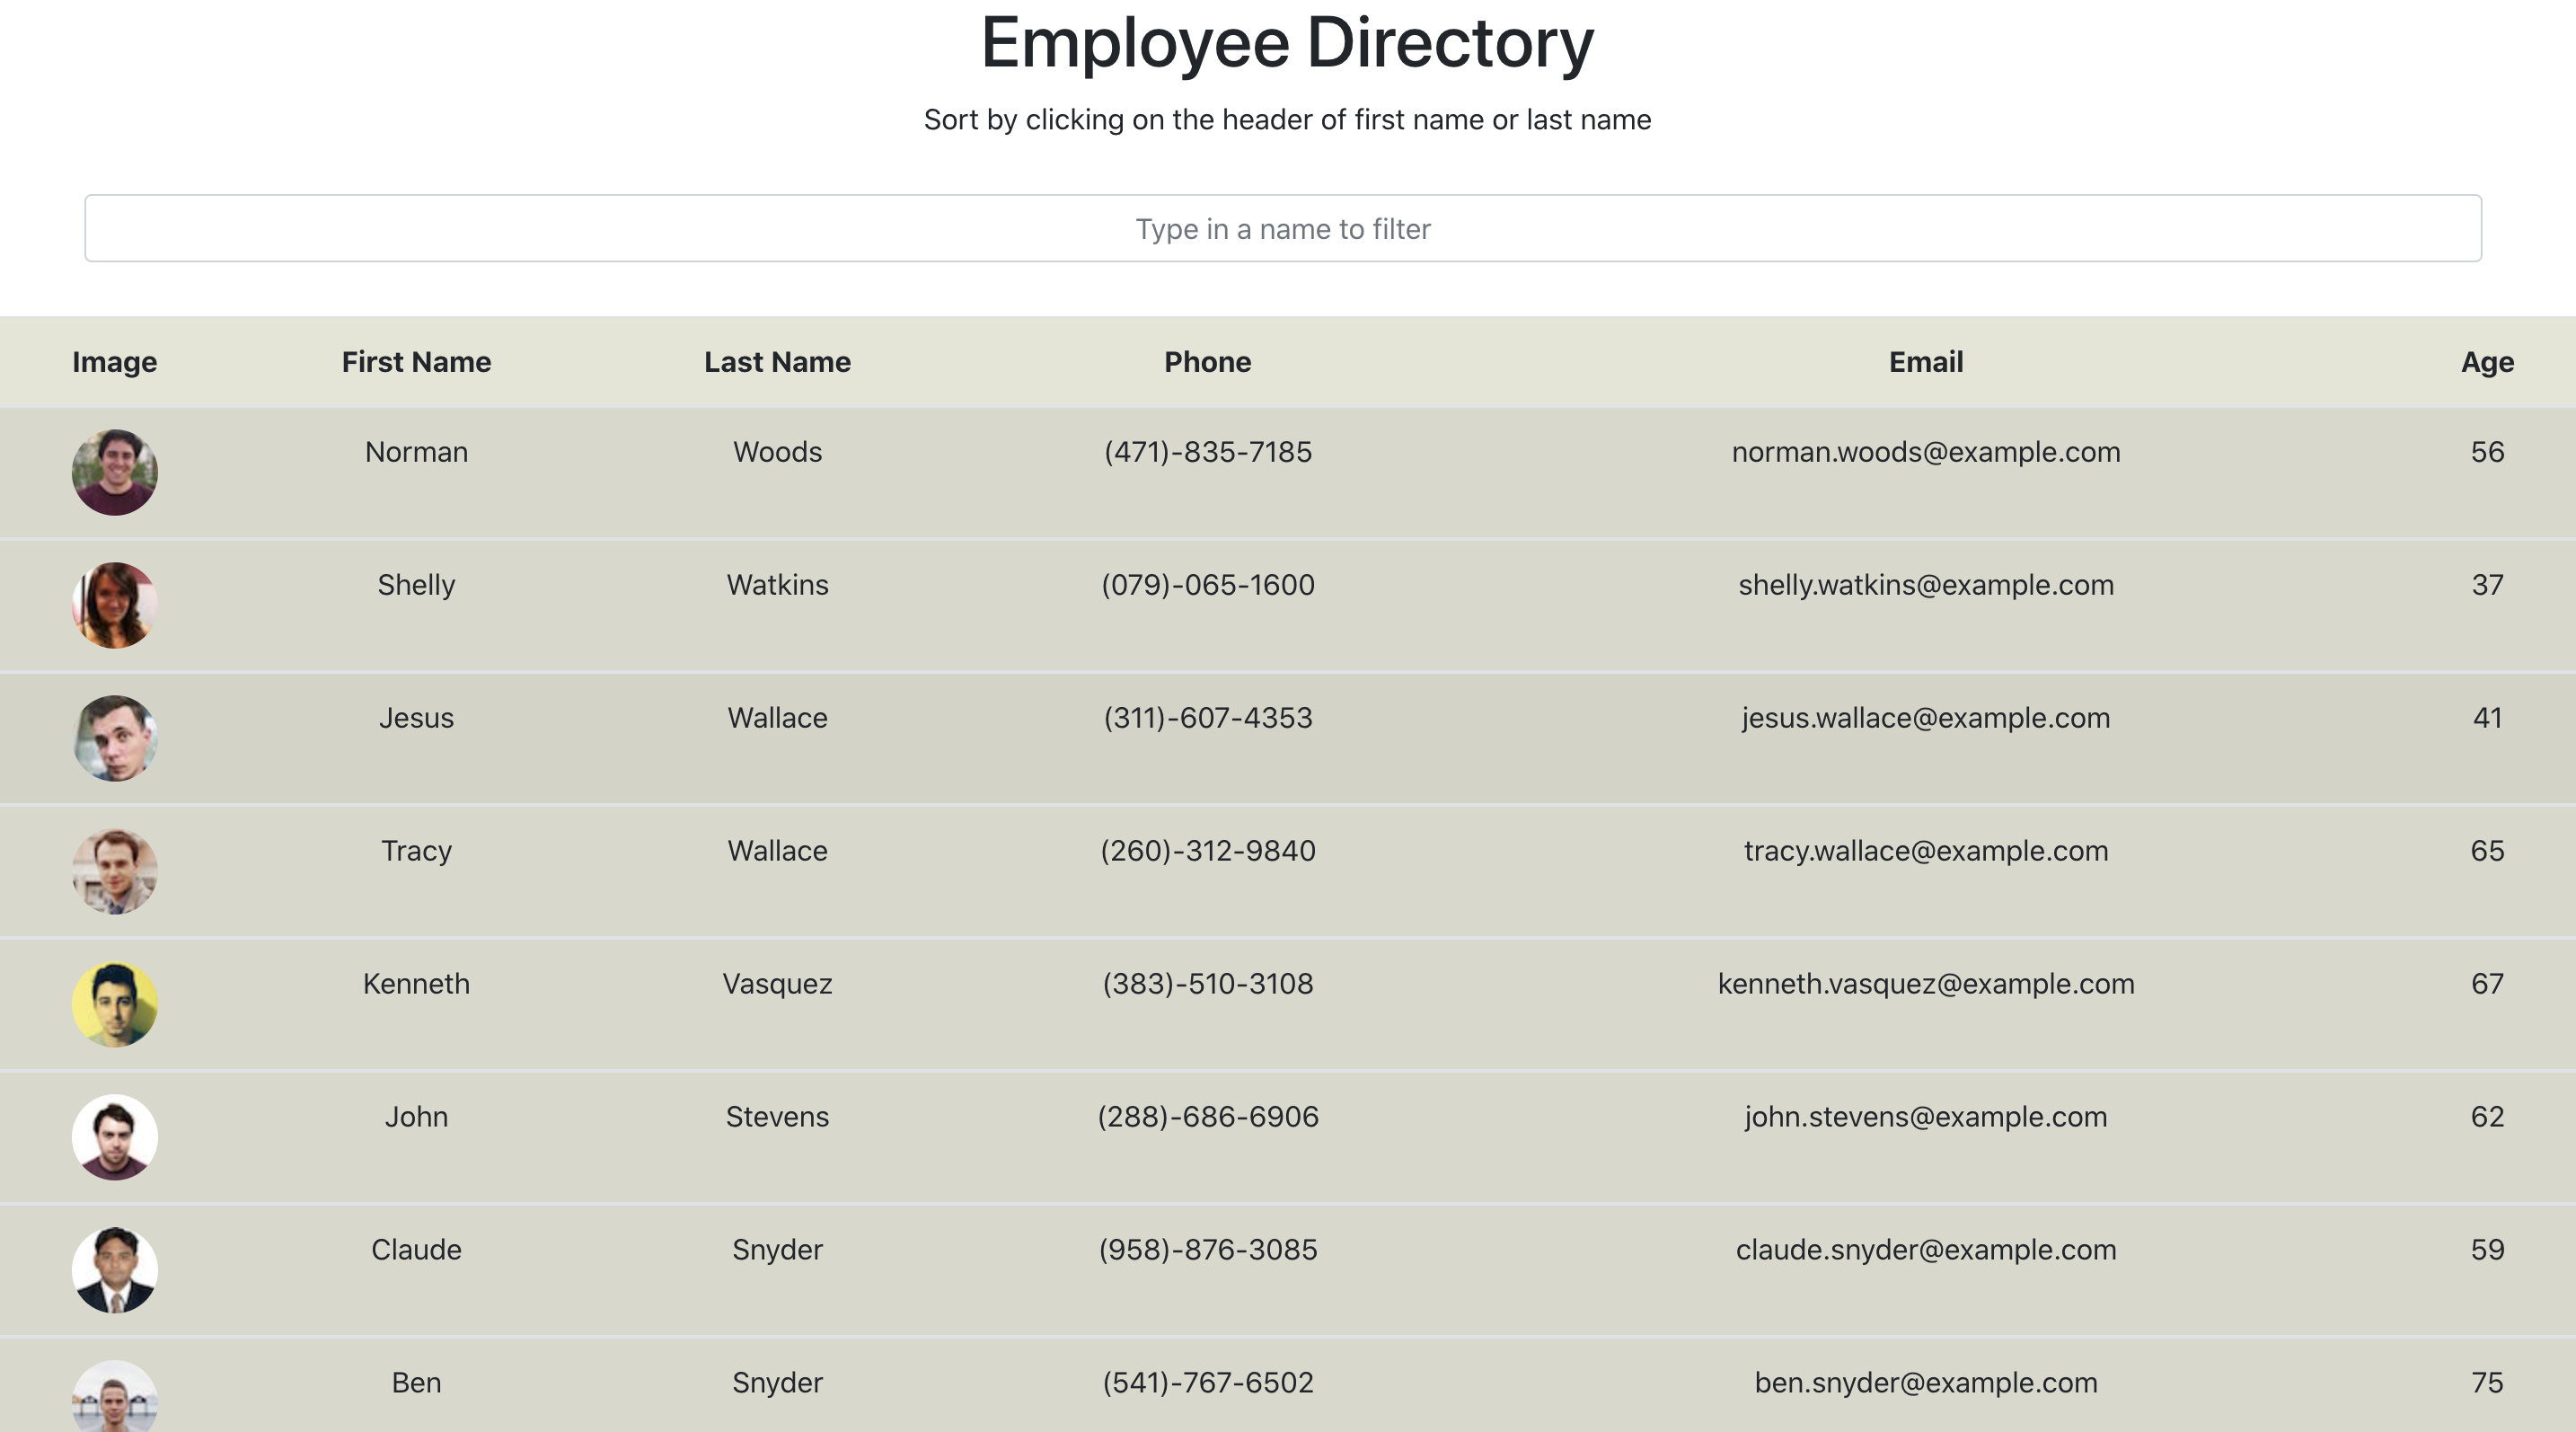 Employee Directory
Sort by clicking on the header of first name or last name
Type in a name to filter
Image First Name Last Name Phone Email Age
Norman Woods (471)-835-7185 norman.woods@example.com 56
Shelly Watkins (079)-065-1600 shelly.watkins@example.com 37
Jesus Wallace (311)-607-4353 jesus.wallace@example.com 41
Tracy Wallace (260)-312-9840 tracy.wallace@example.com 65
Kenneth Vasquez (383)-510-3108 kenneth.vasquez@example.com 67
John Stevens (288)-686-6906 john.stevens@example.com 62
Claude Snyder (958)-876-3085 claude.snyder@example.com 59
Ben Snyder (541)-767-6502 ben.snyder@example.com 75